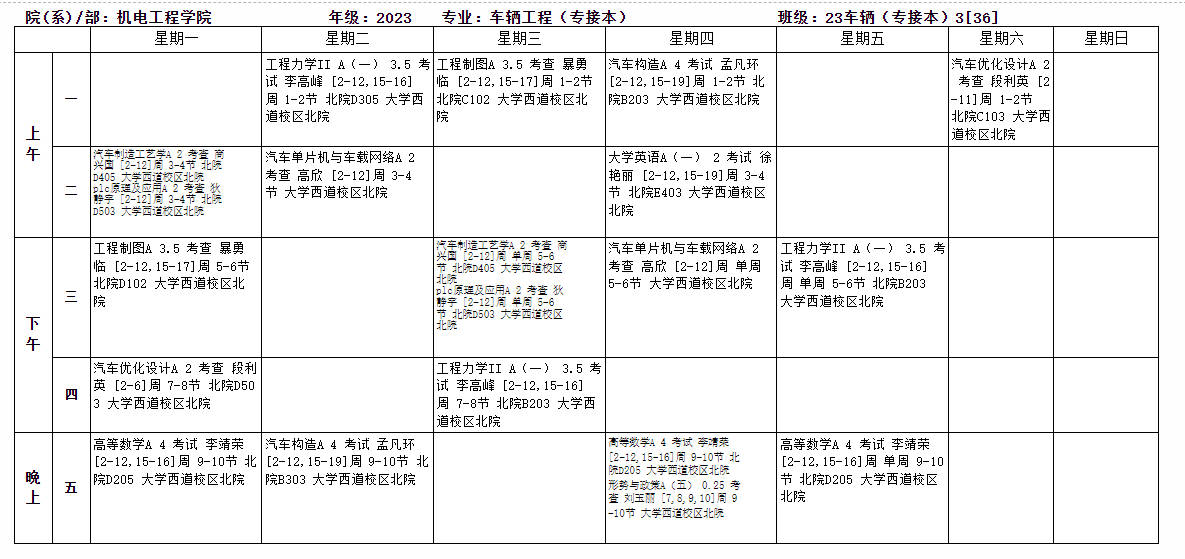 院(系)/部：机电工程学院 年级：2023 专业：车辆工程（专接本） 班级：23车辆（专接本）3[36]
星期一 星期二 星期三 星期四 星期五 星期六 星期日
上午
一
工程力学II A（一） 3.5 考
试 李高峰 [2-12,15-16]
周 1-2节 北院D305 大学西
道校区北院
工程制图A 3.5 考查 暴勇
临 [2-12,15-17]周 1-2节
北院C102 大学西道校区北
院
汽车构造A 4 考试 孟凡环
[2-12,15-19]周 1-2节 北
院B203 大学西道校区北院
汽车优化设计A 2
考查 段利英 [2
-11]周 1-2节
北院C103 大学西
道校区北院
二
汽车制造工艺学A 2 考查 商
兴国 [2-12]周 3-4节 北院
D405 大学西道校区北院
plc原理及应用A 2 考查 狄
静宇 [2-12]周 3-4节 北院
D503 大学西道校区北院
汽车单片机与车载网络A 2
考查 高欣 [2-12]周 3-4
节 大学西道校区北院
大学英语A（一） 2 考试 徐
艳丽 [2-12,15-19]周 3-4
节 北院E403 大学西道校区
北院
下午
三
工程制图A 3.5 考查 暴勇
临 [2-12,15-17]周 5-6节
北院D102 大学西道校区北
院
汽车制造工艺学A 2 考查 商
兴国 [2-12]周 单周 5-6
节 北院D405 大学西道校区
北院
plc原理及应用A 2 考查 狄
静宇 [2-12]周 单周 5-6
节 北院D503 大学西道校区
北院
汽车单片机与车载网络A 2
考查 高欣 [2-12]周 单周
5-6节 大学西道校区北院
工程力学II A（一） 3.5 考
试 李高峰 [2-12,15-16]
周 单周 5-6节 北院B203
大学西道校区北院
四
汽车优化设计A 2 考查 段利
英 [2-6]周 7-8节 北院D50
3 大学西道校区北院
工程力学II A（一） 3.5 考
试 李高峰 [2-12,15-16]
周 7-8节 北院B203 大学西
道校区北院
晚上
五
高等数学A 4 考试 李靖荣
[2-12,15-16]周 9-10节 北
院D205 大学西道校区北院
汽车构造A 4 考试 孟凡环
[2-12,15-19]周 9-10节 北
院B303 大学西道校区北院
高等数学A 4 考试 李靖荣
[2-12,15-16]周 9-10节 北
院D205 大学西道校区北院
形势与政策A（五） 0.25 考
查 刘玉丽 [7,8,9,10]周 9
-10节 大学西道校区北院
高等数学A 4 考试 李靖荣
[2-12,15-16]周 单周 9-10
节 北院D205 大学西道校区
北院